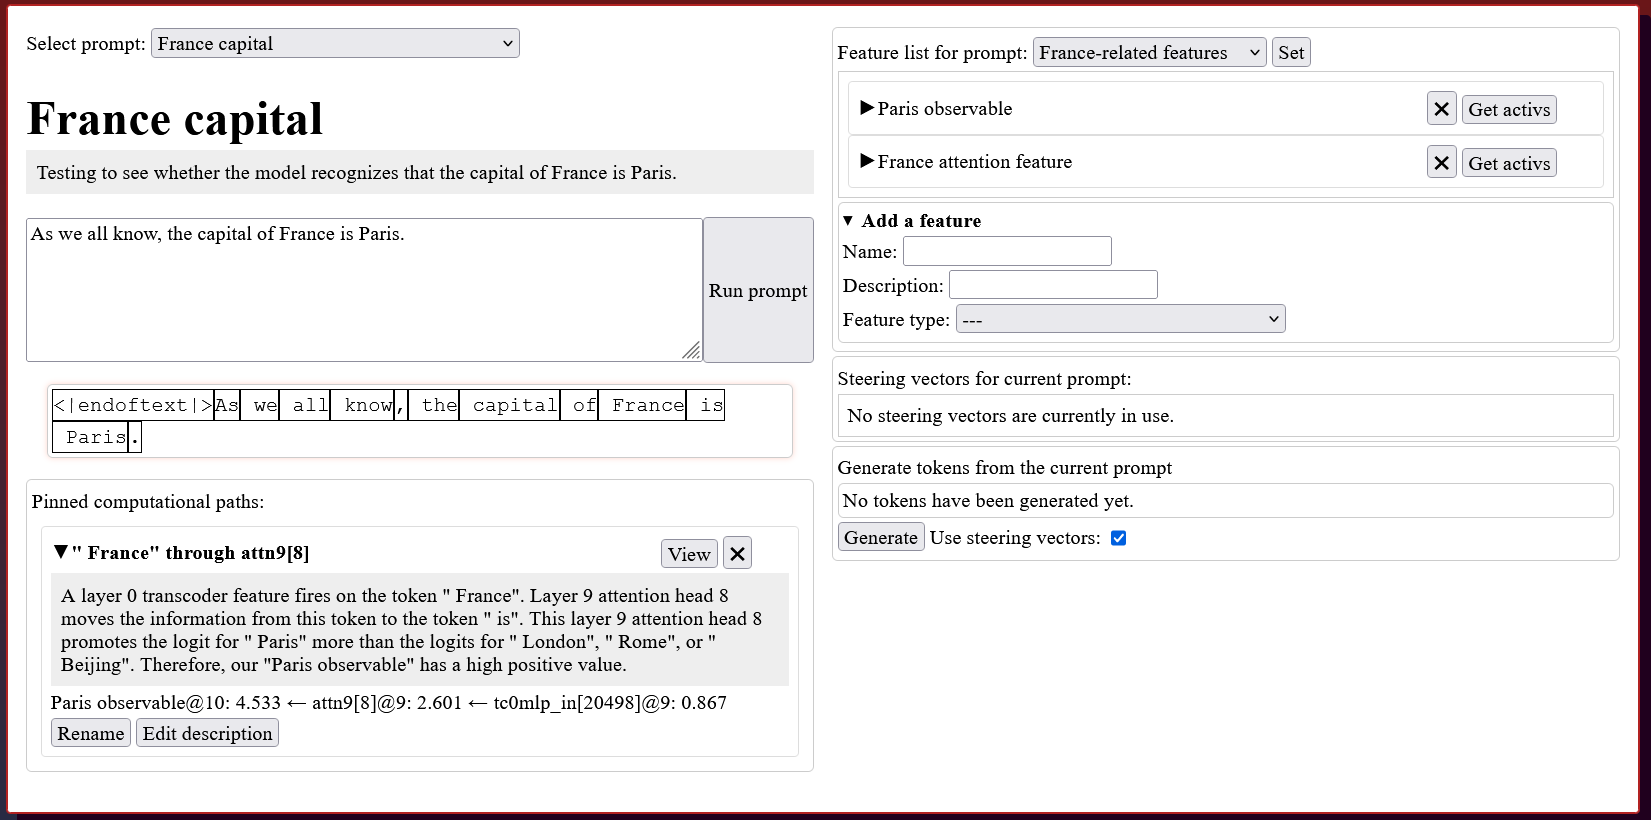 Select prompt: France capital
France capital
Testing to see whether the model recognizes that the capital of France is Paris.
As we all know, the capital of France is Paris.
Run prompt
<|endoftext|>As we all know, the capital of France is
Paris.
Pinned computational paths:
▼" France" through attn9[8] View ✕
A layer 0 transcoder feature fires on the token " France". Layer 9 attention head 8
moves the information from this token to the token " is". This layer 9 attention head 8
promotes the logit for " Paris" more than the logits for " London", " Rome", or "
Beijing". Therefore, our "Paris observable" has a high positive value.
Paris observable@10: 4.533 ← attn9[8]@9: 2.601 ← tc0mlp_in[20498]@9: 0.867
Rename Edit description
Feature list for prompt: France-related features Set
▶Paris observable ✕ Get activs
▶France attention feature ✕ Get activs
▼ Add a feature
Name:
Description:
Feature type: ---
Steering vectors for current prompt:
No steering vectors are currently in use.
Generate tokens from the current prompt
No tokens have been generated yet.
Generate Use steering vectors: